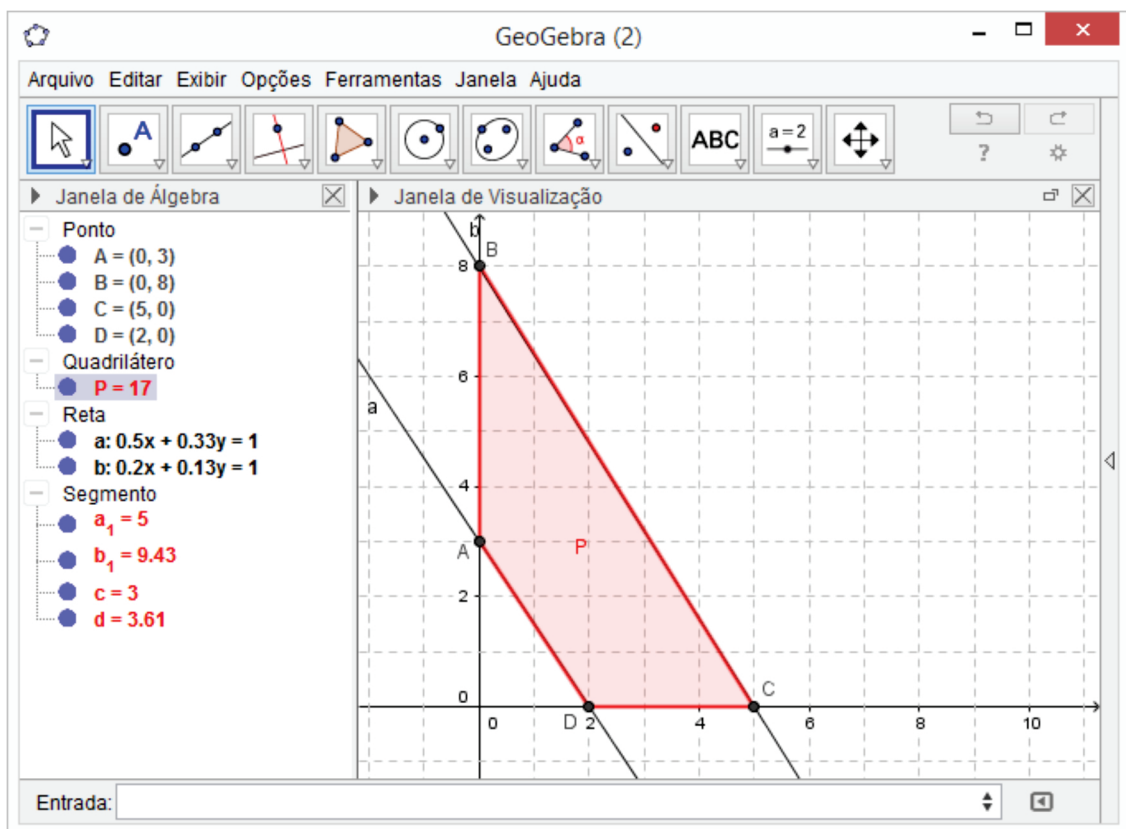 GeoGebra (2)
Arquivo Editar Exibir Opções Ferramentas Janela Ajuda
A
α
ABC
a = 2
?
Janela de Álgebra
Ponto
A = (0, 3)
B = (0, 8)
C = (5, 0)
D = (2, 0)
Quadrilátero
P = 17
Reta
a: 0.5x + 0.33y = 1
b: 0.2x + 0.13y = 1
Segmento
a₁ = 5
b₁ = 9.43
c = 3
d = 3.61
Janela de Visualização
b
B
8
6
a
4
A
P
2
0
C
0
D
2
4
6
8
10
Entrada: